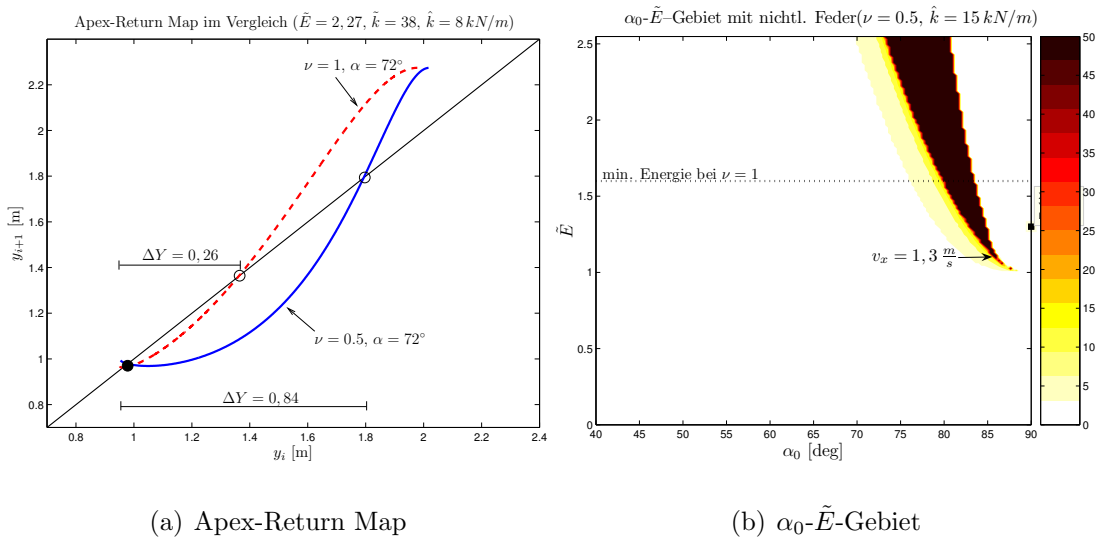 Apex-Return Map im Vergleich (Ẽ = 2, 27, k̃ = 38, k̂ = 8 kN/m)
2.2
2
1.8
1.6
1.4
1.2
1
0.8
y_{i+1} [m]
ν = 1, α = 72°
ΔY = 0, 26
ν = 0.5, α = 72°
ΔY = 0, 84
0.8 1 1.2 1.4 1.6 1.8 2 2.2 2.4
y_i [m]
(a) Apex-Return Map
α₀-Ẽ–Gebiet mit nichtl. Feder(ν = 0.5, k̂ = 15 kN/m)
2.5
2
1.5
1
0.5
0
Ẽ
min. Energie bei ν = 1
v_x = 1, 3 m/s
40 45 50 55 60 65 70 75 80 85 90
α₀ [deg]
50
45
40
35
30
25
20
15
10
5
0
(b) α₀-Ẽ-Gebiet